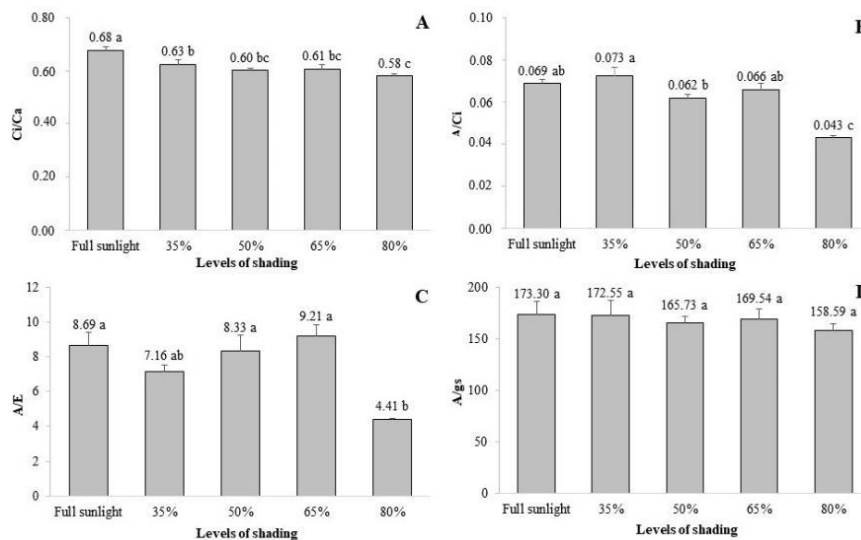 A
0.80
0.60
0.40
0.20
0.00
Ci/Ca
0.68 a
0.63 b
0.60 bc
0.61 bc
0.58 c
Full sunlight 35% 50% 65% 80%
Levels of shading
0.10
0.08
0.06
0.04
0.02
0.00
A/Ci
0.069 ab
0.073 a
0.062 b
0.066 ab
0.043 c
Full sunlight 35% 50% 65% 80%
Levels of shading
C
12
10
8
6
4
2
0
A/E
8.69 a
7.16 ab
8.33 a
9.21 a
4.41 b
Full sunlight 35% 50% 65% 80%
Levels of shading
200
150
100
50
0
A/gs
173.30 a
172.55 a
165.73 a
169.54 a
158.59 a
Full sunlight 35% 50% 65% 80%
Levels of shading